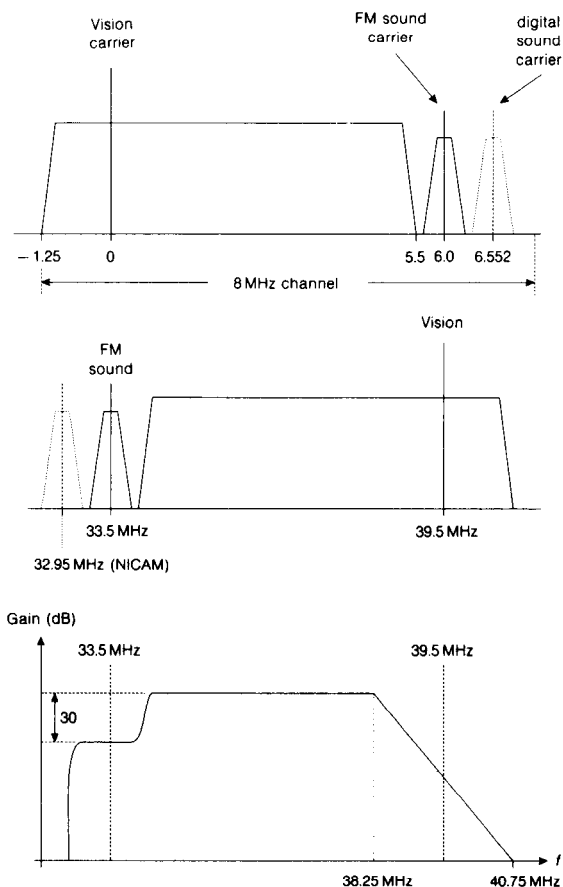 Vision
carrier
FM sound
carrier
digital
sound
carrier
− 1.25
0
5.5
6.0
6.552
8 MHz channel
Vision
FM
sound
33.5 MHz
39.5 MHz
32.95 MHz (NICAM)
Gain (dB)
33.5 MHz
39.5 MHz
30
f
38.25 MHz
40.75 MHz